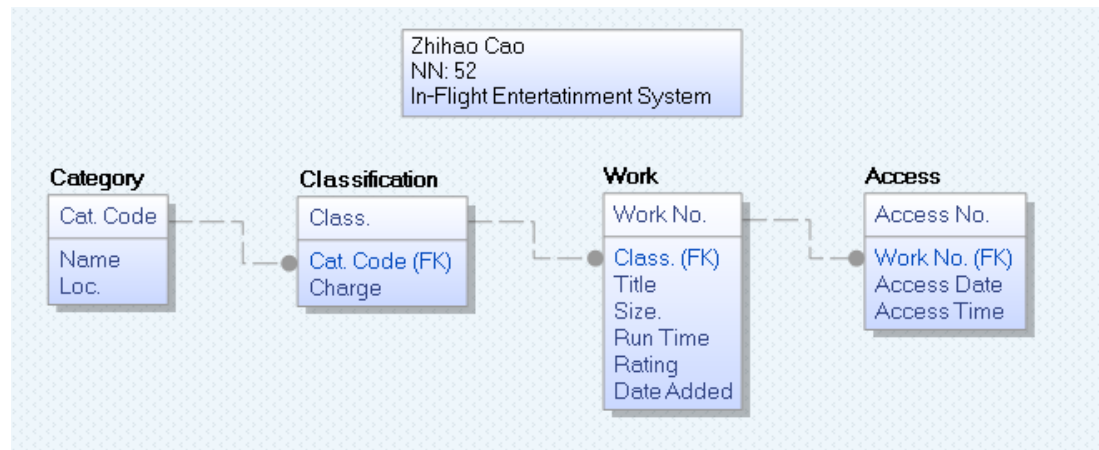 Zhihao Cao
NN: 52
In-Flight Entertatinment System
Category
Cat. Code
Name
Loc.
Classification
Class.
Cat. Code (FK)
Charge
Work
Work No.
Class. (FK)
Title
Size.
Run Time
Rating
Date Added
Access
Access No.
Work No. (FK)
Access Date
Access Time